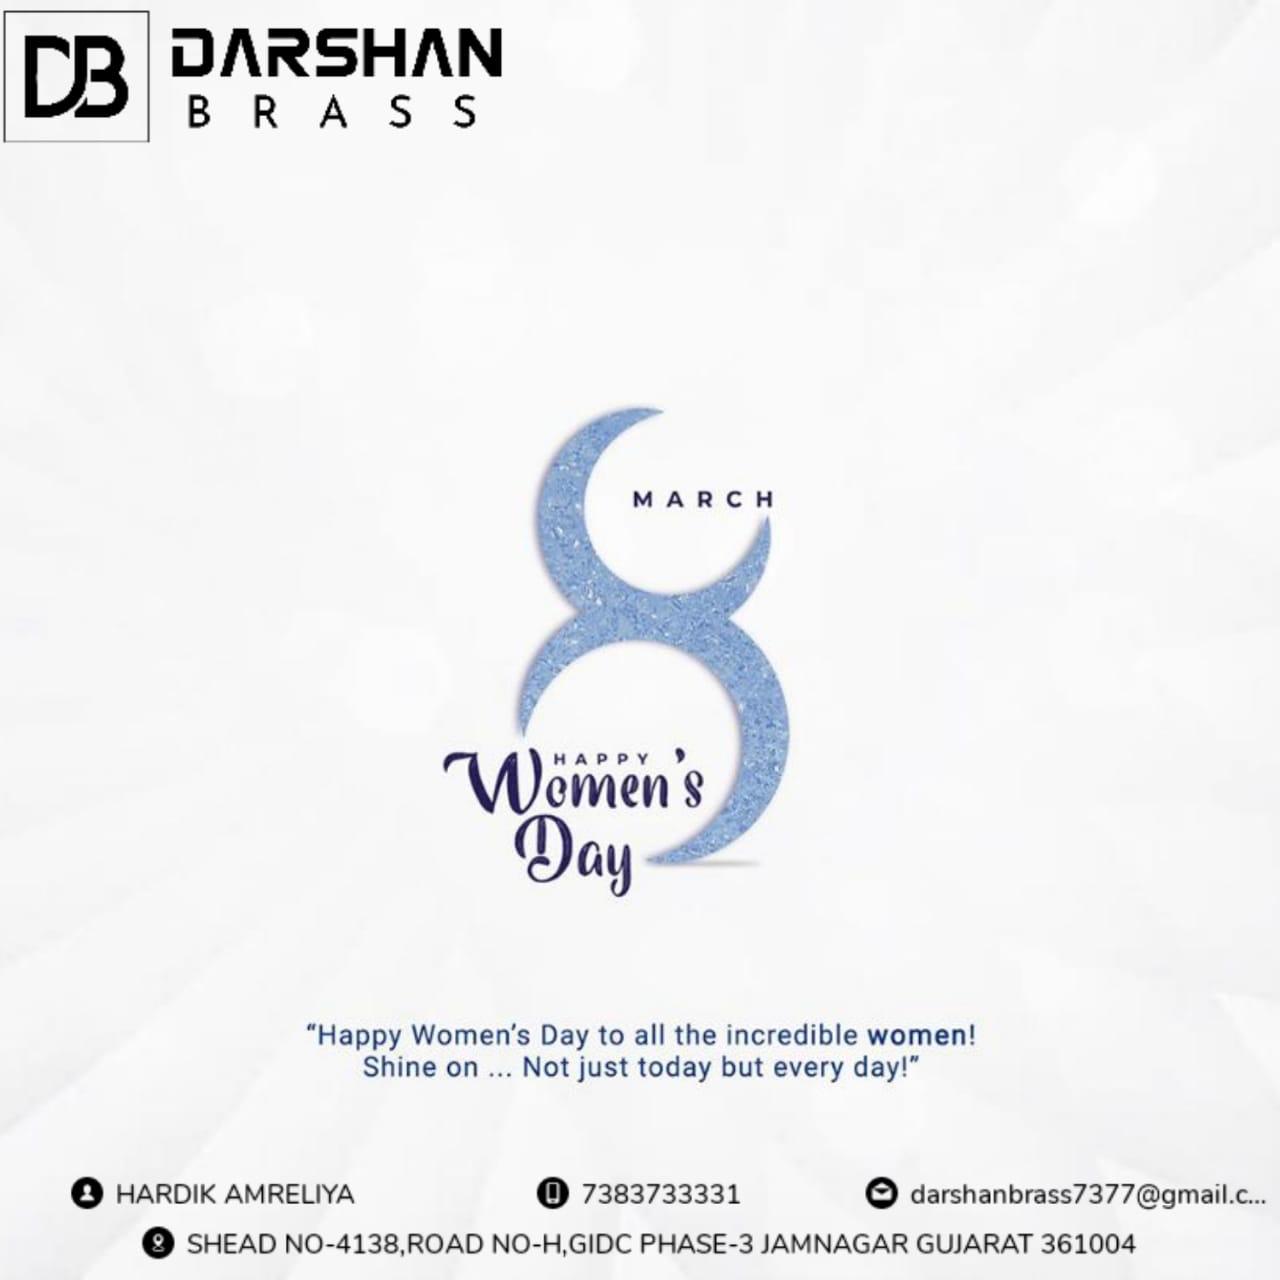 DB
DARSHAN
BRASS
MARCH
HAPPY
Women's
Day
“Happy Women’s Day to all the incredible women!
Shine on ... Not just today but every day!”
HARDIK AMRELIYA
7383733331
darshanbrass7377@gmail.c...
SHEAD NO-4138,ROAD NO-H,GIDC PHASE-3 JAMNAGAR GUJARAT 361004